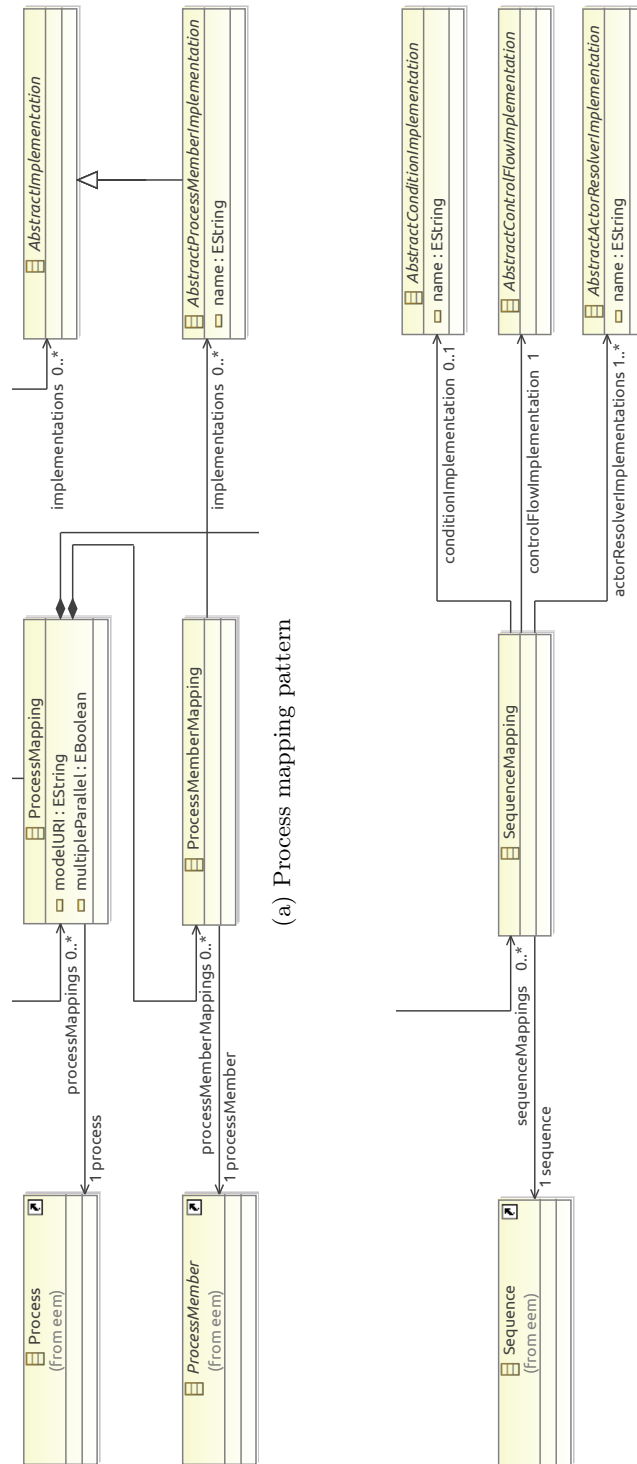 Process
(from eem)
1 process
processMappings 0..*
ProcessMapping
modelURI : EString
multipleParallel : EBoolean
implementations 0..*
AbstractImplementation
ProcessMember
(from eem)
processMemberMappings 0..*
1 processMember
ProcessMemberMapping
implementations 0..*
AbstractProcessMemberImplementation
name : EString
(a) Process mapping pattern
Sequence
(from eem)
1 sequence
sequenceMappings 0..*
SequenceMapping
conditionImplementation 0..1
controlFlowImplementation 1
actorResolverImplementations 1..*
AbstractConditionImplementation
name : EString
AbstractControlFlowImplementation
AbstractActorResolverImplementation
name : EString